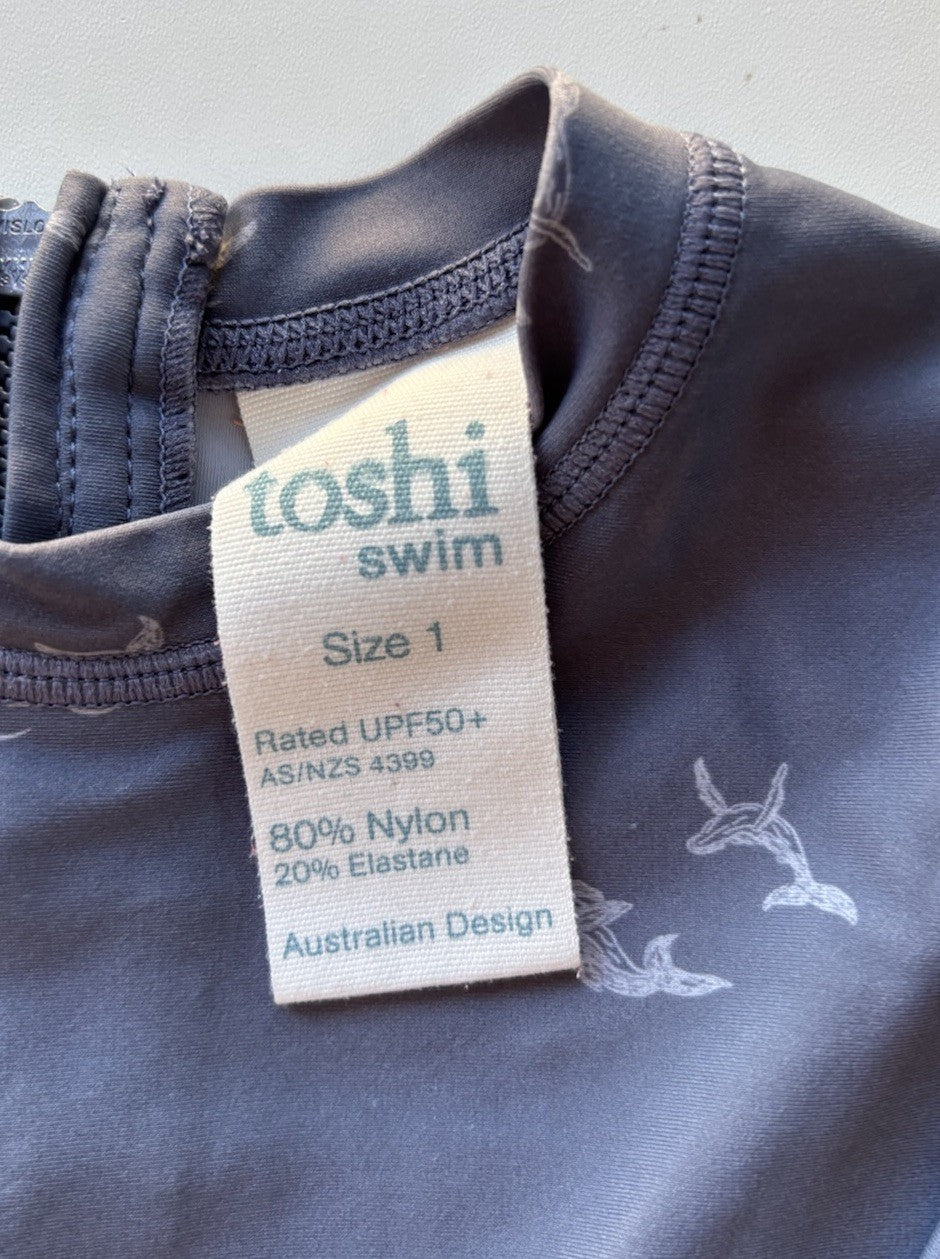 toshi
swim
Size 1
Rated UPF50+
AS/NZS 4399
80% Nylon
20% Elastane
Australian Design